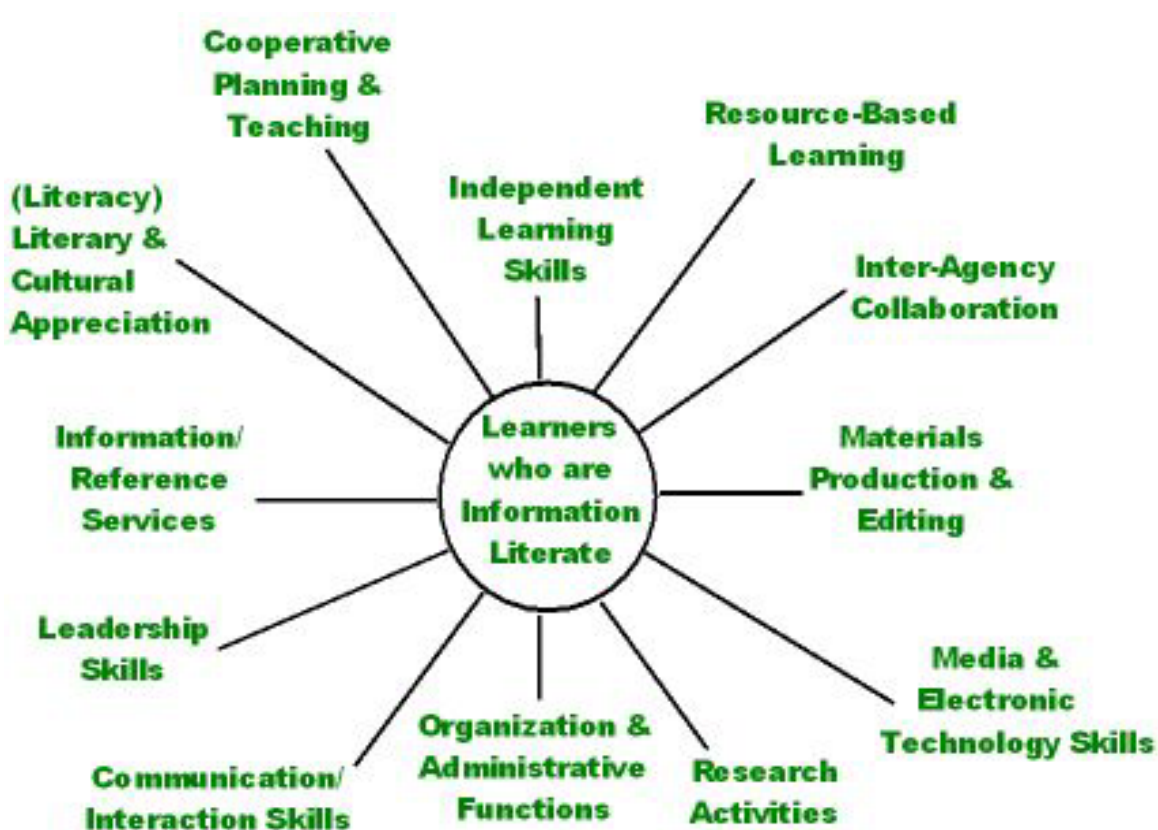 Cooperative
Planning &
Teaching
Resource-Based
Learning
Independent
Learning
Skills
(Literacy)
Literary &
Cultural
Appreciation
Inter-Agency
Collaboration
Learners
who are
Information
Literate
Information/
Reference
Services
Materials
Production &
Editing
Leadership
Skills
Media &
Electronic
Technology Skills
Organization &
Administrative
Functions
Research
Activities
Communication/
Interaction Skills